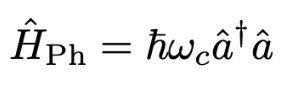 Ĥ_Ph = ħω_c â†â